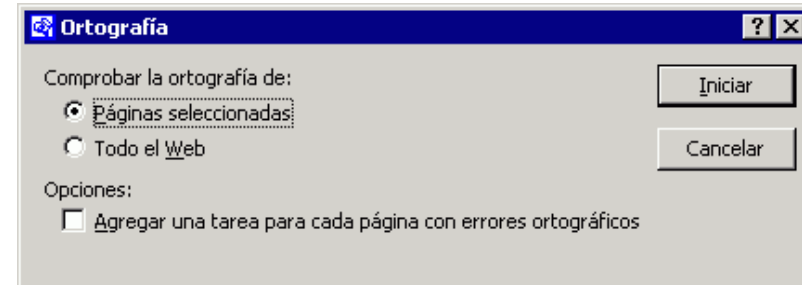 Ortografía
Comprobar la ortografía de:
Páginas seleccionadas
Todo el Web
Opciones:
Agregar una tarea para cada página con errores ortográficos
Iniciar
Cancelar